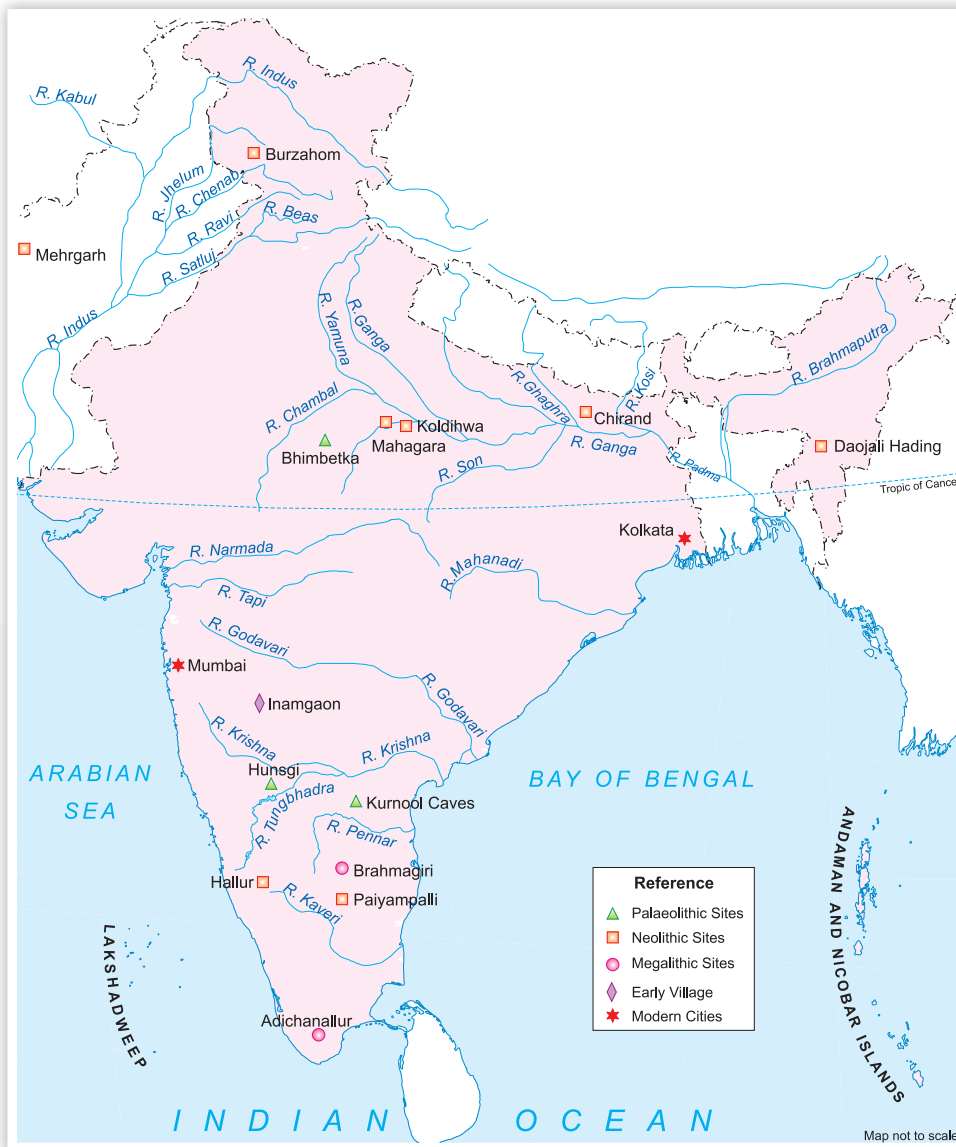 R. Indus
R. Kabul
Burzahom
R. Jhelum
R. Chenab
R. Ravi
R. Beas
Mehrgarh
R. Satluj
R. Indus
R. Yamuna
R.Ganga
R. Brahmaputra
R.Ghaghra
R.Kosi
R. Chambal
Chirand
Koldihwa
Mahagara
Bhimbetka
R. Ganga
Daojali Hading
R. Son
R. Padma
Tropic of Cance
Kolkata
R. Narmada
R.Mahanadi
R. Tapi
R. Godavari
Mumbai
R. Godavari
Inamgaon
R. Krishna
R. Krishna
Hunsgi
ARABIAN
SEA
BAY OF BENGAL
R. Tungbhadra
Kurnool Caves
R. Pennar
Brahmagiri
Hallur
Paiyampalli
R. Kaveri
Reference
Palaeolithic Sites
Neolithic Sites
Megalithic Sites
Early Village
Modern Cities
ANDAMAN AND NICOBAR ISLANDS
LAKSHADWEEP
Adichanallur
INDIAN OCEAN
Map not to scale